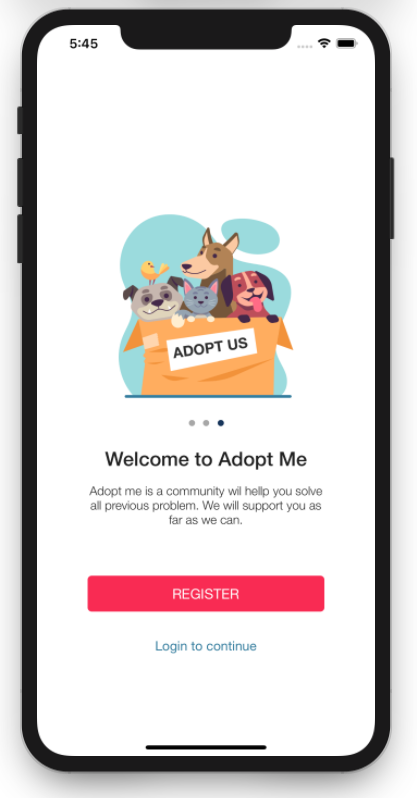 5:45
ADOPT US
Welcome to Adopt Me
Adopt me is a community wil hellp you solve
all previous problem. We will support you as
far as we can.
REGISTER
Login to continue